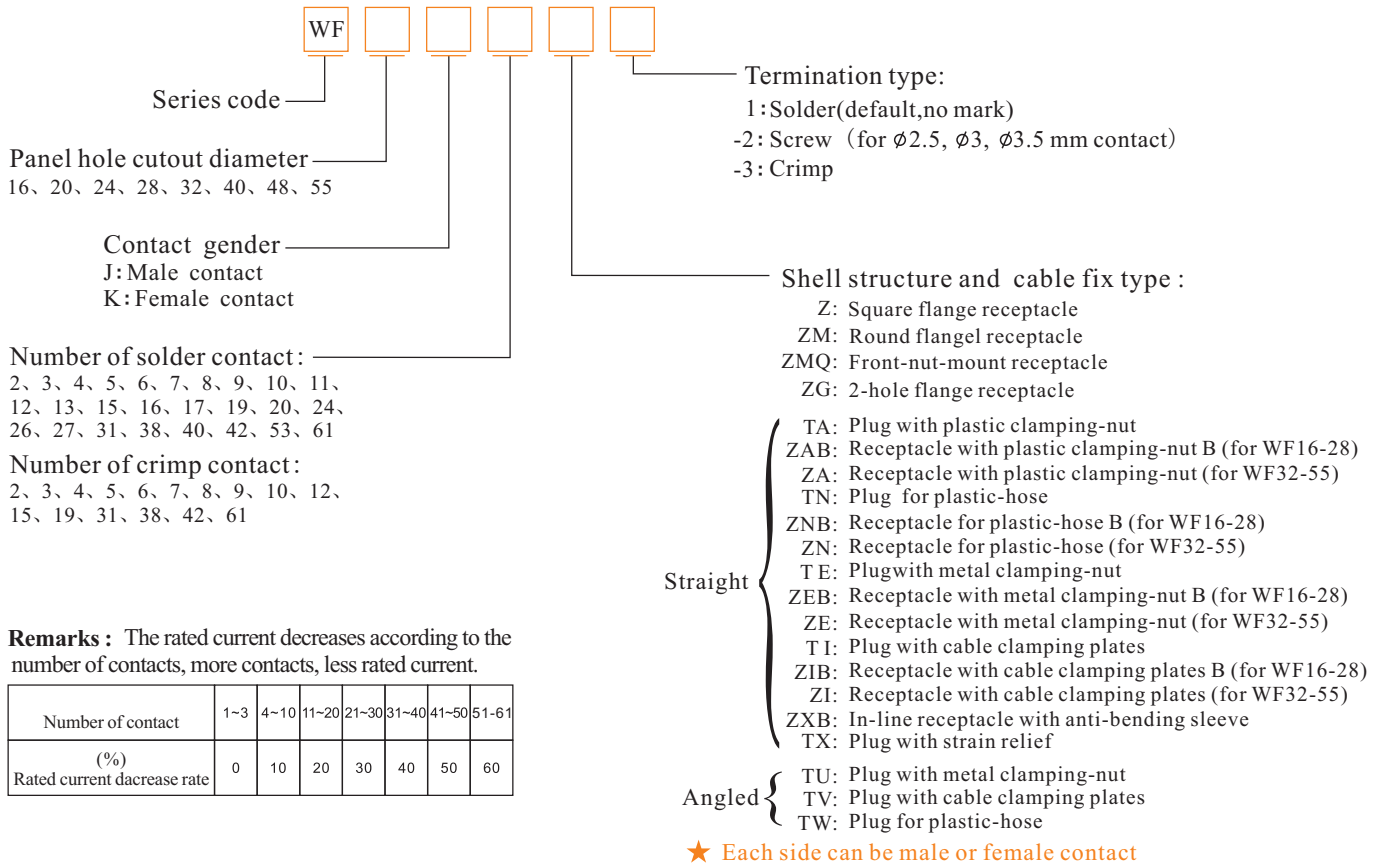 WF
Series code
Panel hole cutout diameter
16、20、24、28、32、40、48、55
Contact gender
J: Male contact
K: Female contact
Number of solder contact:
2、3、4、5、6、7、8、9、10、11、
12、13、15、16、17、19、20、24、
26、27、31、38、40、42、53、61
Number of crimp contact:
2、3、4、5、6、7、8、9、10、12、
15、19、31、38、42、61
Remarks : The rated current decreases according to the
number of contacts, more contacts, less rated current.
Number of contact 1~3 4~10 11~20 21~30 31~40 41~50 51-61
(%)
Rated current dacrease rate 0 10 20 30 40 50 60
Termination type:
1:Solder(default,no mark)
-2: Screw（for ⌀2.5, ⌀3, ⌀3.5 mm contact）
-3: Crimp
Shell structure and cable fix type :
Z: Square flange receptacle
ZM: Round flangel receptacle
ZMQ: Front-nut-mount receptacle
ZG: 2-hole flange receptacle
Straight
TA: Plug with plastic clamping-nut
ZAB: Receptacle with plastic clamping-nut B (for WF16-28)
ZA: Receptacle with plastic clamping-nut (for WF32-55)
TN: Plug for plastic-hose
ZNB: Receptacle for plastic-hose B (for WF16-28)
ZN: Receptacle for plastic-hose (for WF32-55)
TE: Plugwith metal clamping-nut
ZEB: Receptacle with metal clamping-nut B (for WF16-28)
ZE: Receptacle with metal clamping-nut (for WF32-55)
TI: Plug with cable clamping plates
ZIB: Receptacle with cable clamping plates B (for WF16-28)
ZI: Receptacle with cable clamping plates (for WF32-55)
ZXB: In-line receptacle with anti-bending sleeve
TX: Plug with strain relief
Angled
TU: Plug with metal clamping-nut
TV: Plug with cable clamping plates
TW: Plug for plastic-hose
★ Each side can be male or female contact